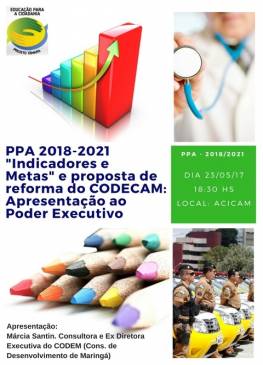 EDUCAÇÃO PARA
A CIDADANIA
PPA 2018-2021
"Indicadores e
Metas" e proposta de
reforma do CODECAM:
Apresentação ao
Poder Executivo
PPA - 2018/2021
DIA 23/05/17
18:30 HS
LOCAL: ACICAM
Apresentação:
Márcia Santin. Consultora e Ex Diretora
Executiva do CODEM (Cons. de
Desenvolvimento de Maringá)